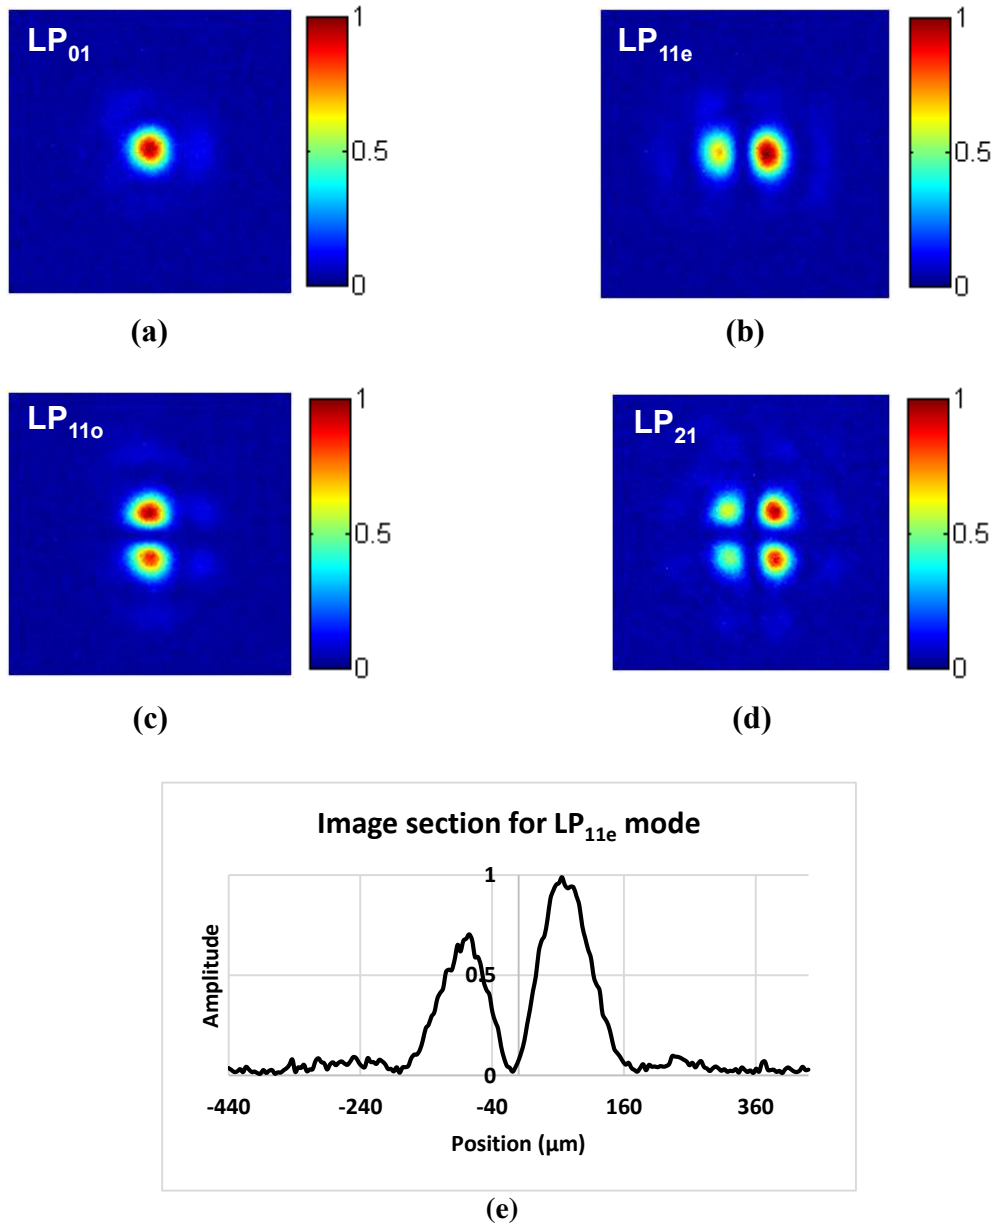 LP01
1
0.5
0
(a)
LP11e
1
0.5
0
(b)
LP11o
1
0.5
0
(c)
LP21
1
0.5
0
(d)
Image section for LP11e mode
Amplitude
1
0.5
0
-440 -240 -40 160 360
Position (µm)
(e)